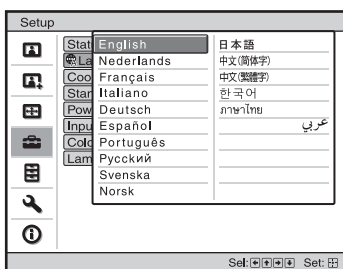 Setup
Stat
La
Coo
Star
Pow
Inpu
Colo
Lam
English
Nederlands
Français
Italiano
Deutsch
Español
Português
Русский
Svenska
Norsk
日本語
中文(简体字)
中文(繁體字)
한국어
ภาษาไทย
عربي
Sel: Set: